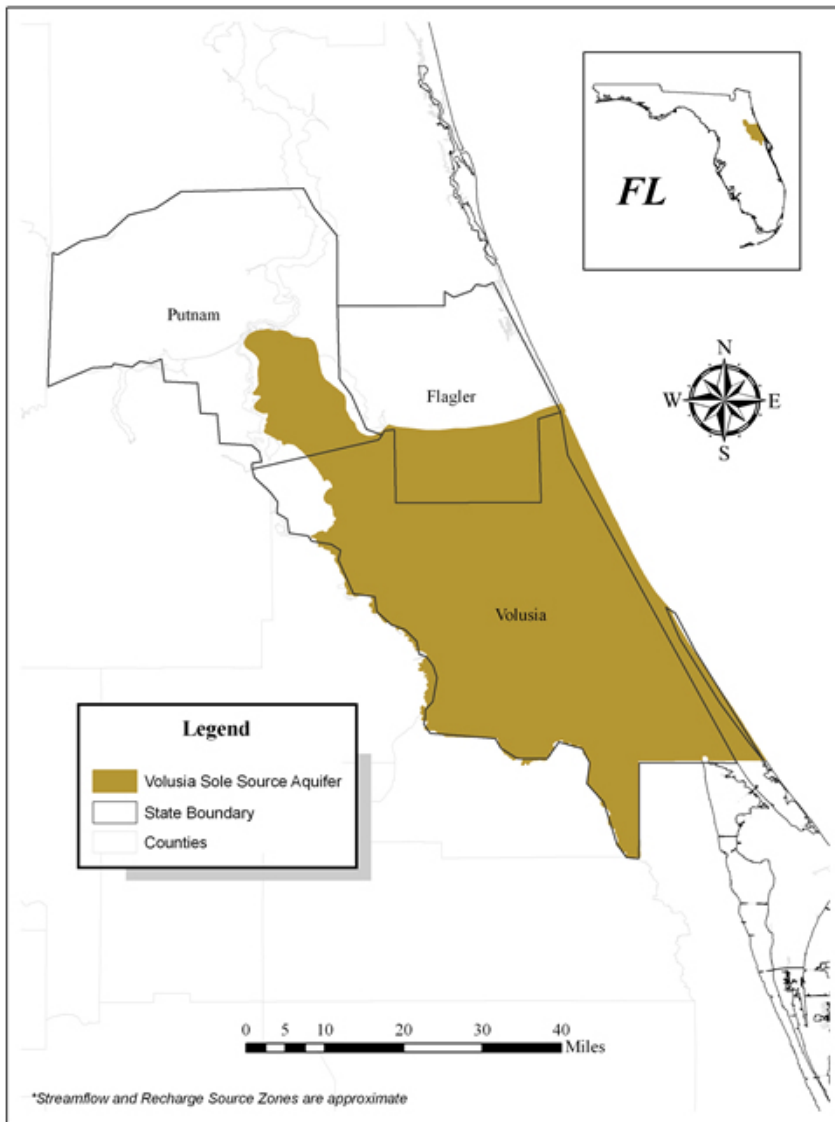 FL
Putnam
Flagler
N
W E
S
Volusia
Legend
Volusia Sole Source Aquifer
State Boundary
Counties
0 5 10 20 30 40
Miles
*Streamflow and Recharge Source Zones are approximate